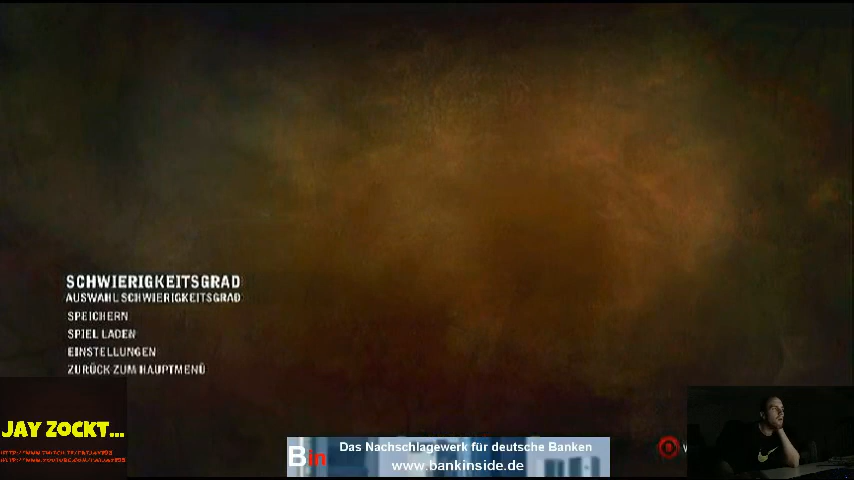 SCHWIERIGKEITSGRAD
AUSWAHL SCHWIERIGKEITSGRAD
SPEICHERN
SPIEL LADEN
EINSTELLUNGEN
ZURÜCK ZUM HAUPTMENÜ
JAY ZOCKT...
Bin
Das Nachschlagewerk für deutsche Banken
www.bankinside.de